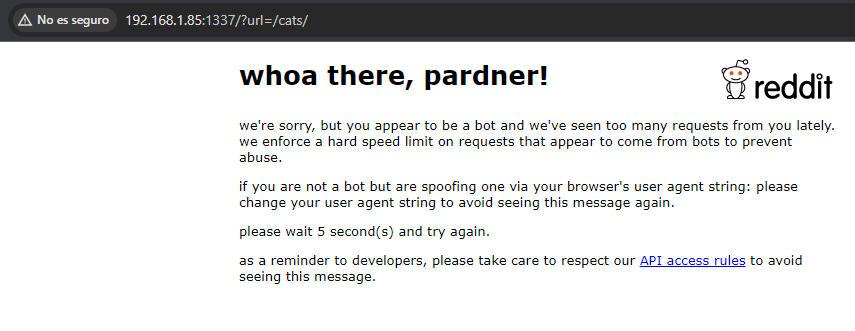 No es seguro 192.168.1.85:1337/?url=/cats/
whoa there, pardner!
reddit
we're sorry, but you appear to be a bot and we've seen too many requests from you lately.
we enforce a hard speed limit on requests that appear to come from bots to prevent
abuse.
if you are not a bot but are spoofing one via your browser's user agent string: please
change your user agent string to avoid seeing this message again.
please wait 5 second(s) and try again.
as a reminder to developers, please take care to respect our API access rules to avoid
seeing this message.